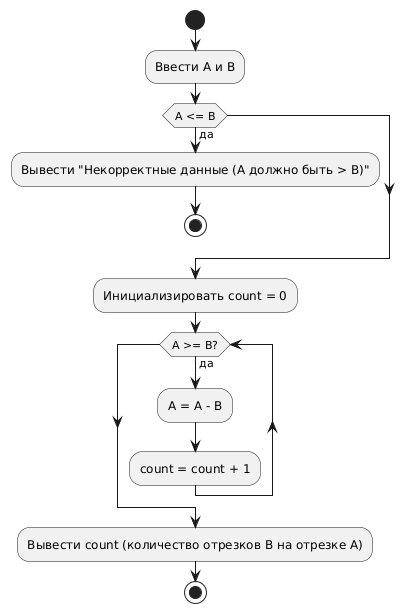 Ввести A и B
A <= B
да
Вывести "Некорректные данные (A должно быть > B)"
Инициализировать count = 0
A >= B?
да
A = A - B
count = count + 1
Вывести count (количество отрезков B на отрезке A)